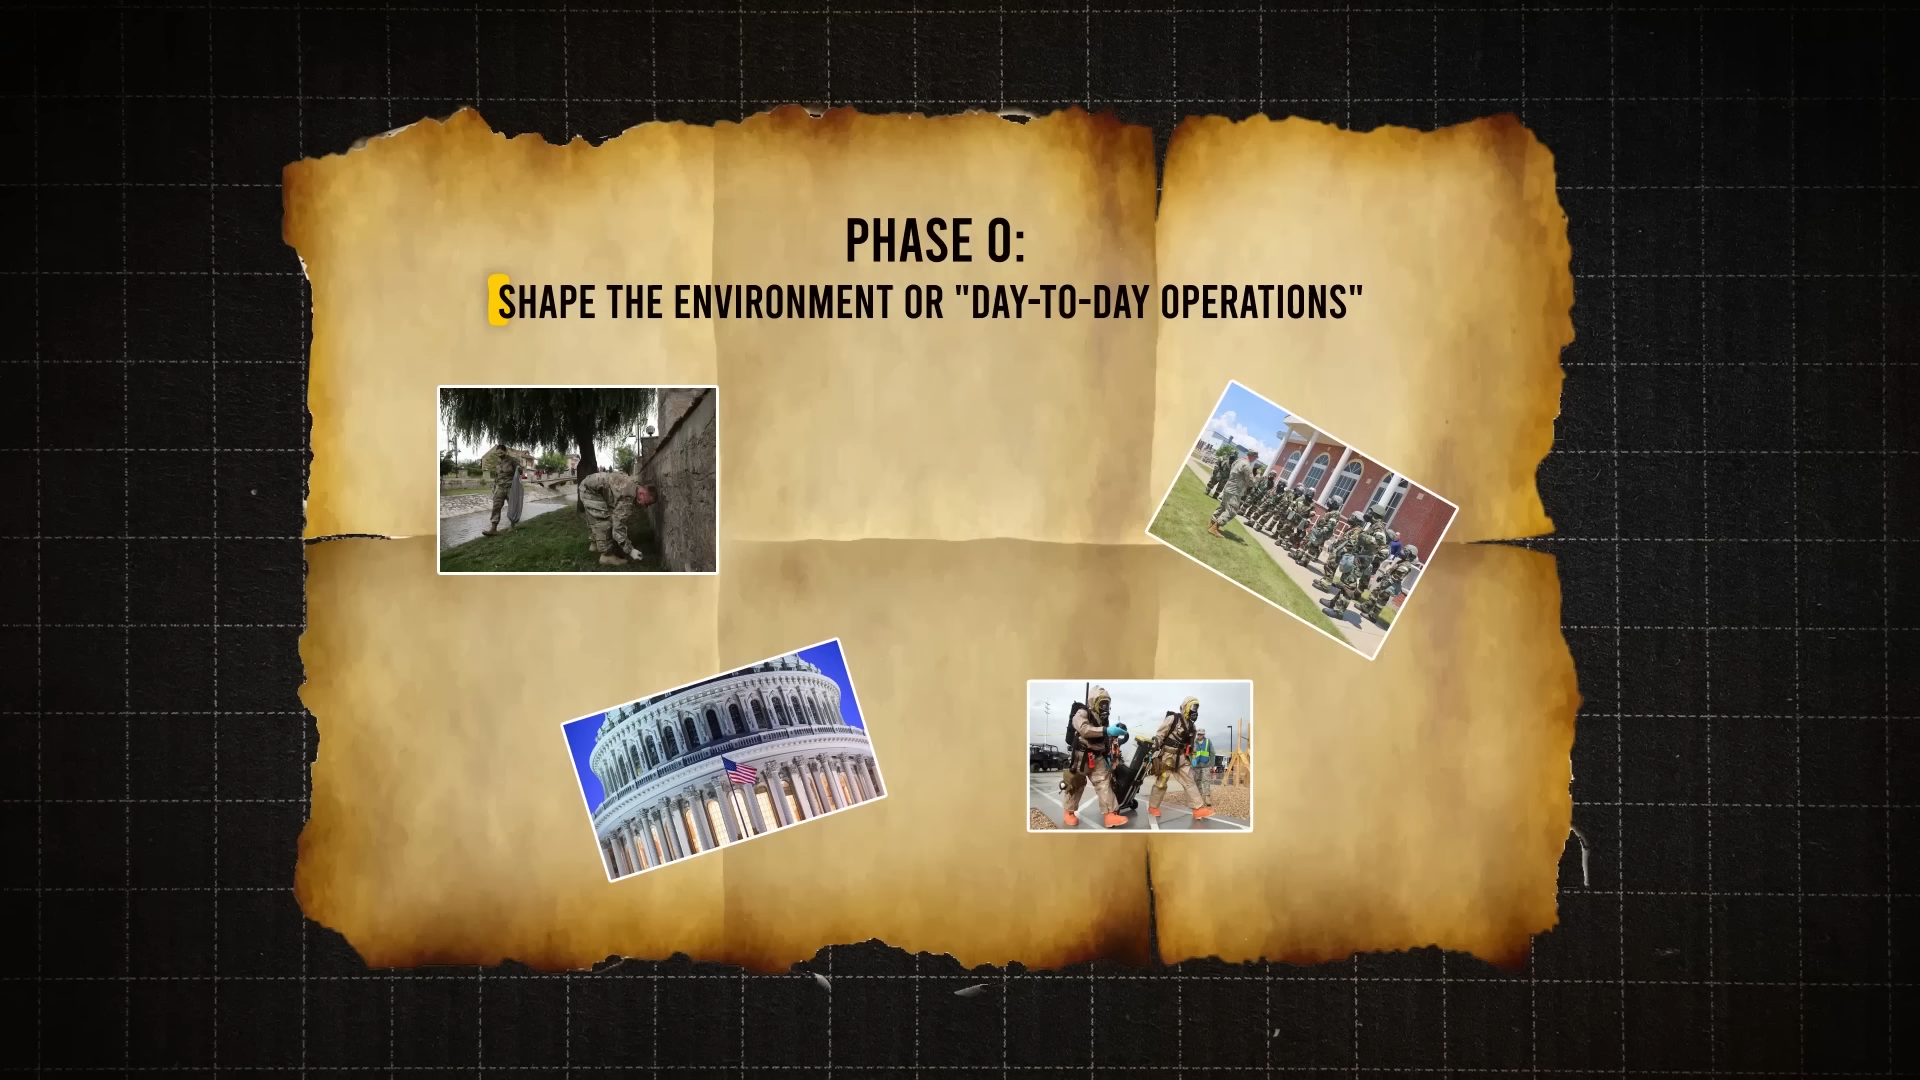 PHASE 0:
SHAPE THE ENVIRONMENT OR "DAY-TO-DAY OPERATIONS"